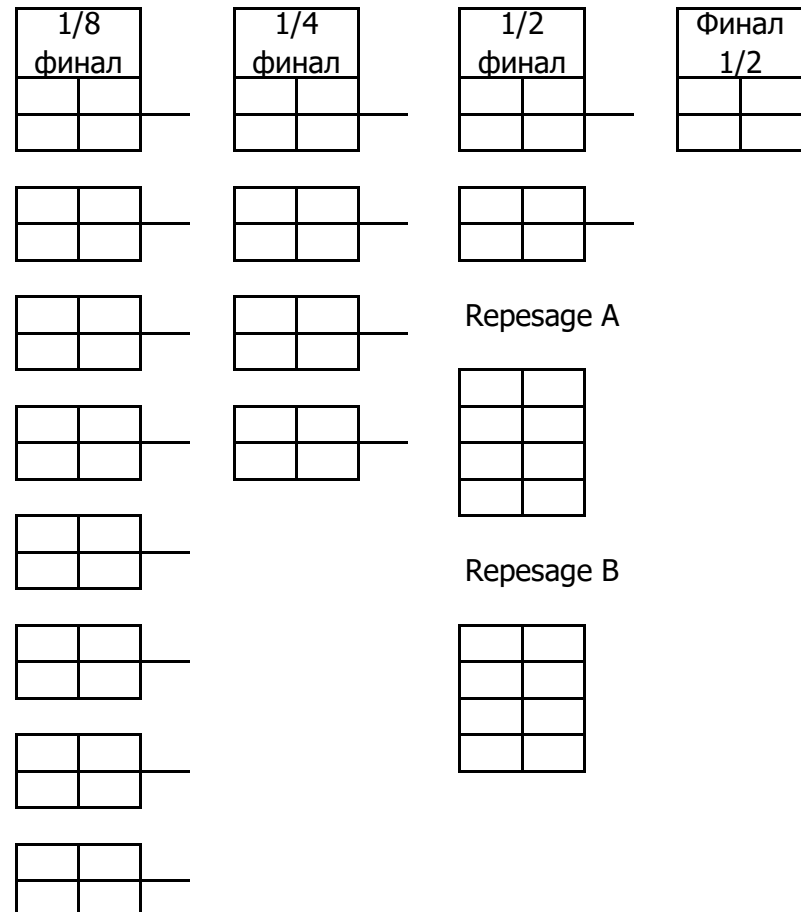 1/8
финал
1/4
финал
1/2
финал
Финал
1/2
Repesage A
Repesage B